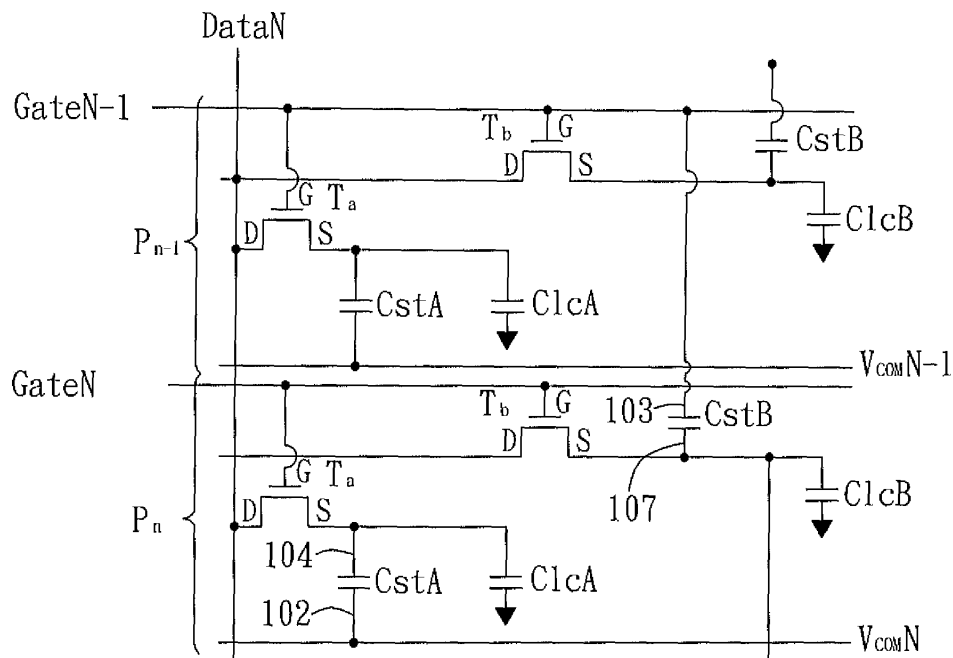 DataN
GateN-1
Tb
G
CstB
D
S
G
Ta
ClcB
Pn-1
D
S
CstA
ClcA
VCOMN-1
GateN
Tb
G
103
CstB
D
S
G
Ta
107
ClcB
Pn
D
S
104
CstA
ClcA
102
VCOMN